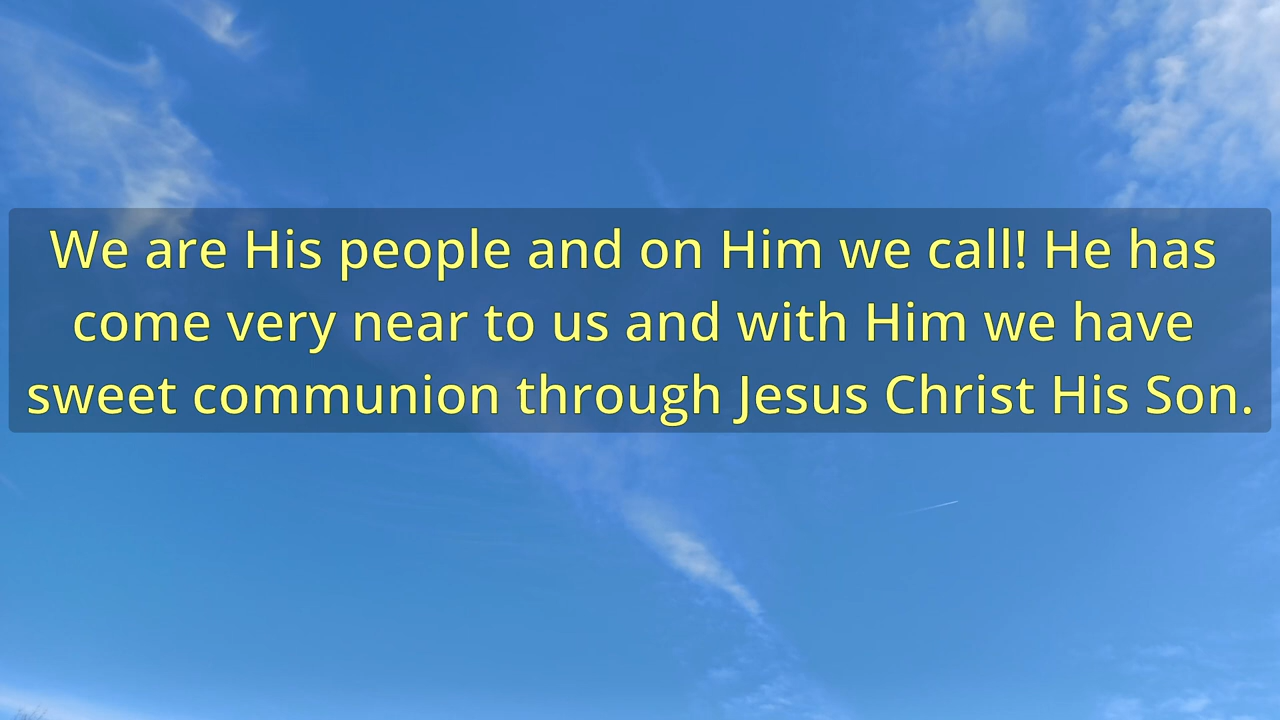 We are His people and on Him we call! He has
come very near to us and with Him we have
sweet communion through Jesus Christ His Son.